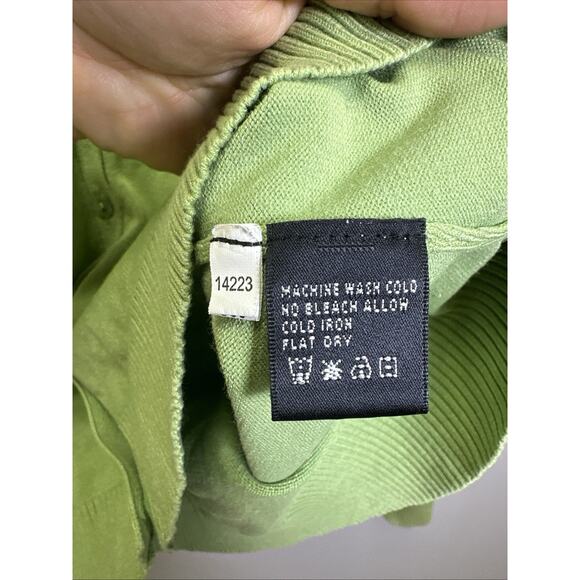 14223
MACHINE WASH COLD
NO BLEACH ALLOW
COLD IRON
FLAT DRY